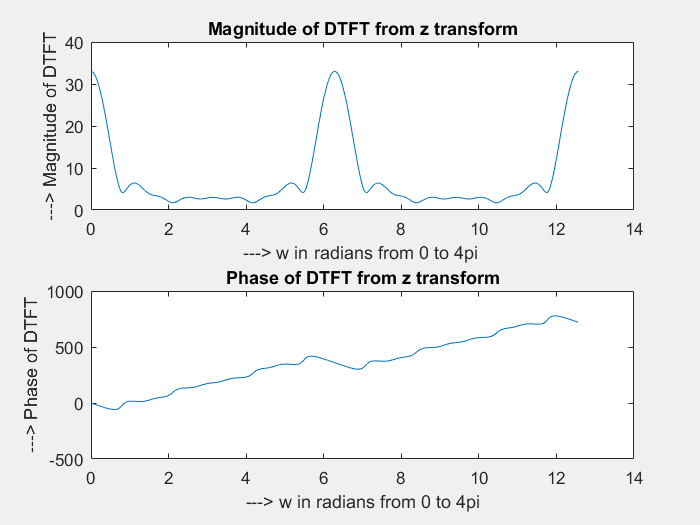 Magnitude of DTFT from z transform
---> Magnitude of DTFT
40
30
20
10
0
0 2 4 6 8 10 12 14
---> w in radians from 0 to 4pi
Phase of DTFT from z transform
---> Phase of DTFT
1000
500
0
-500
0 2 4 6 8 10 12 14
---> w in radians from 0 to 4pi